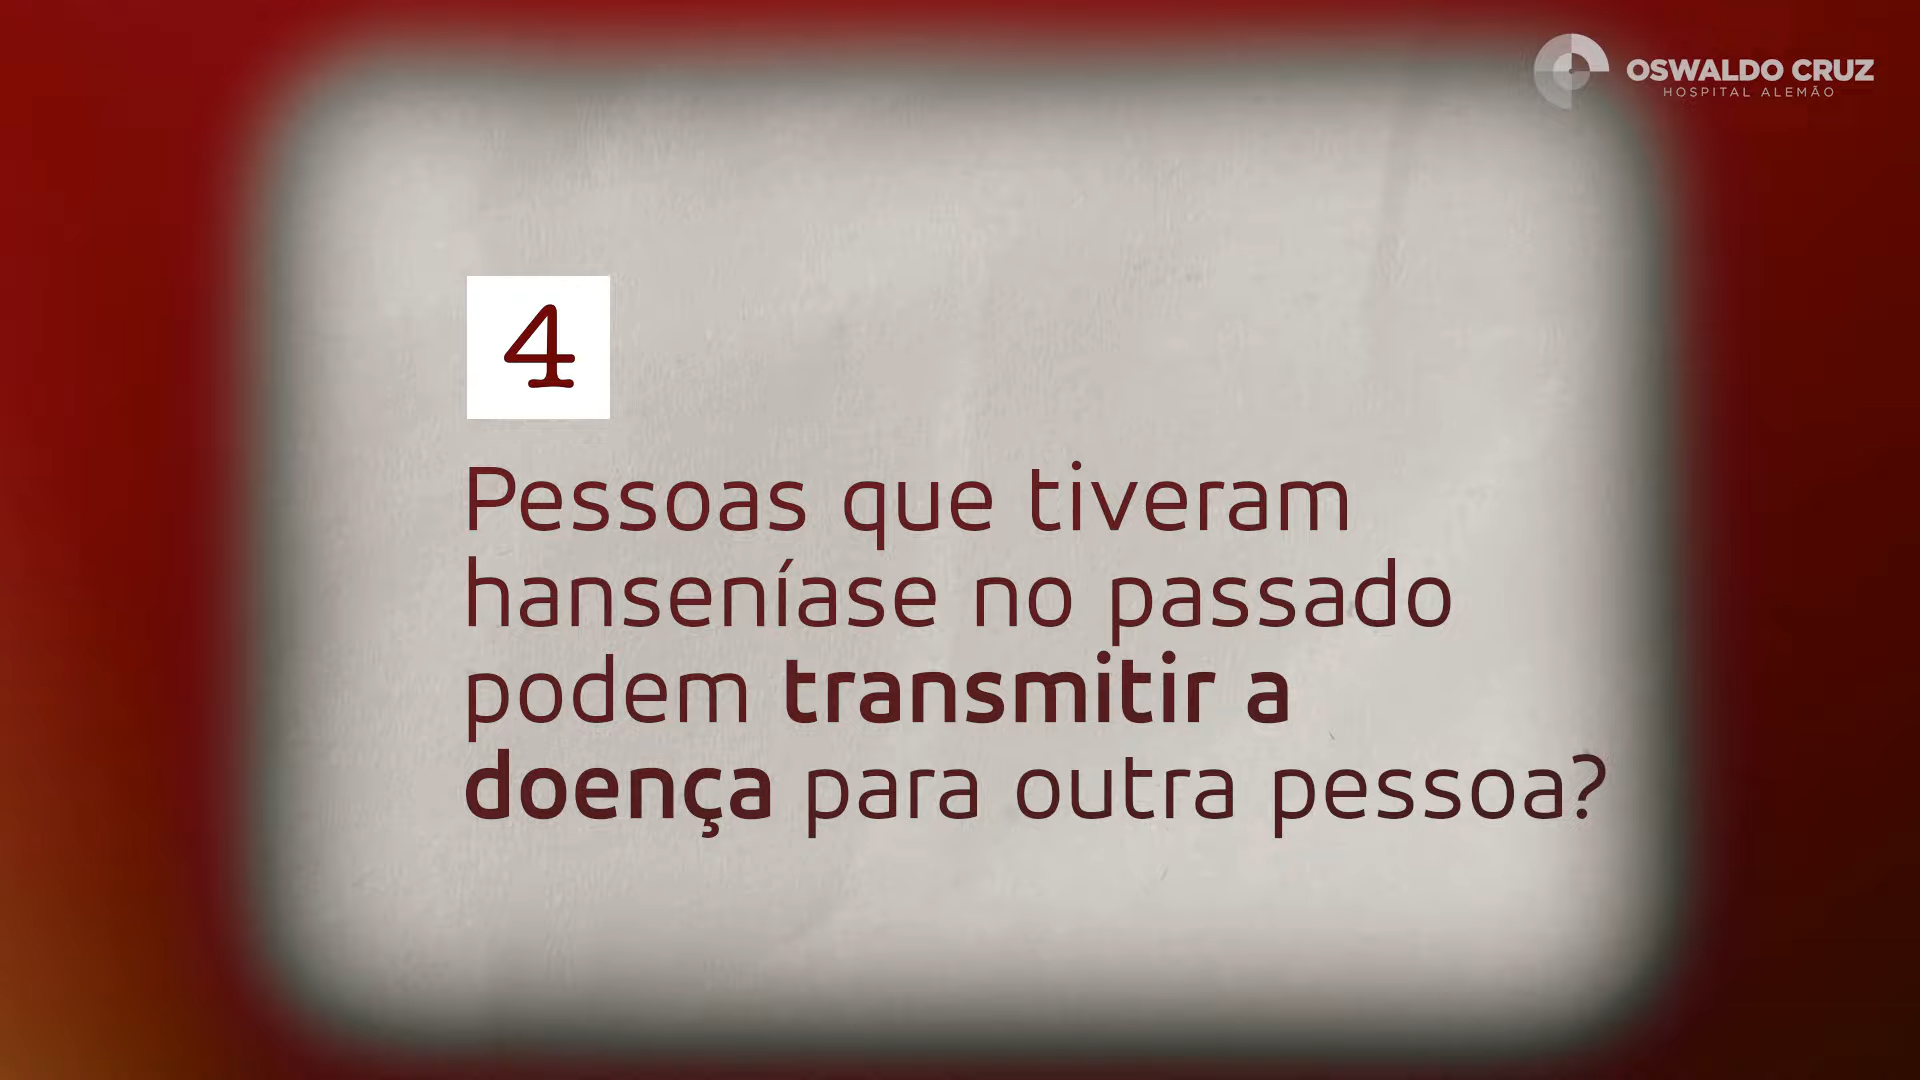 OSWALDO CRUZ
HOSPITAL ALEMÃO
4
Pessoas que tiveram
hanseníase no passado
podem transmitir a
doença para outra pessoa?